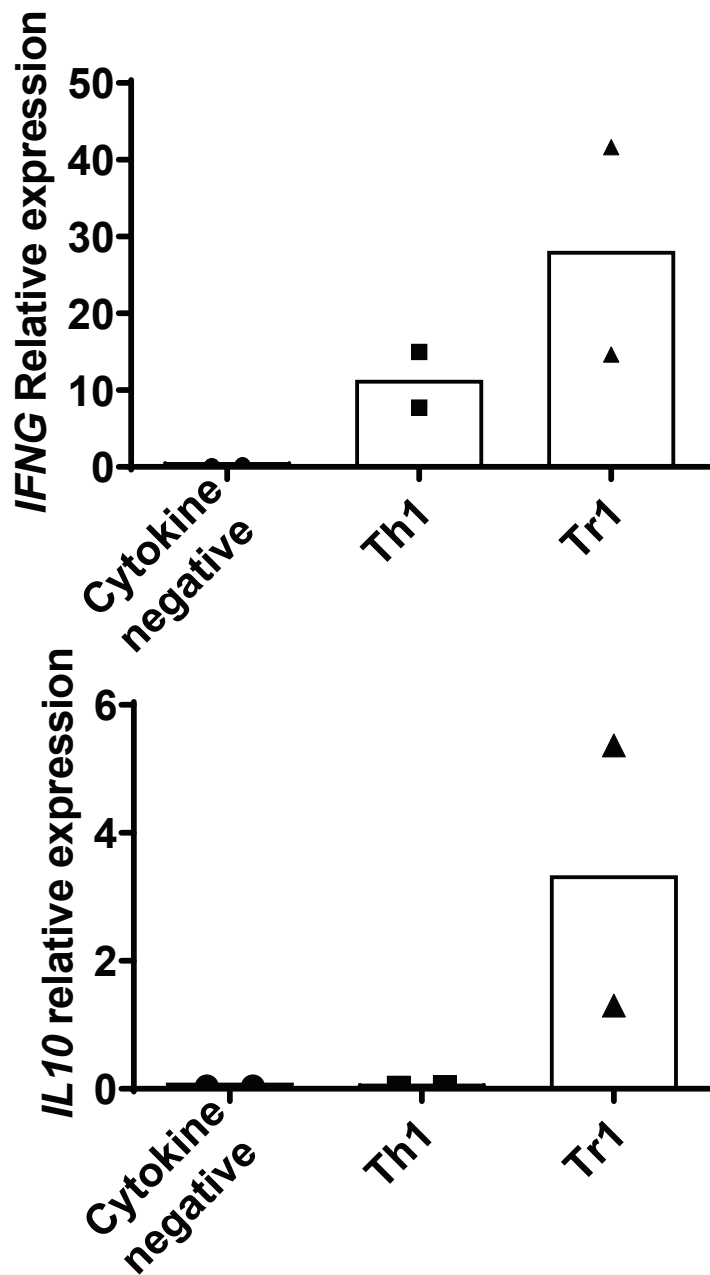 IFNG Relative expression
50
40
30
20
10
0
Cytokine
negative
Th1
Tr1
IL10 relative expression
6
4
2
0
Cytokine
negative
Th1
Tr1